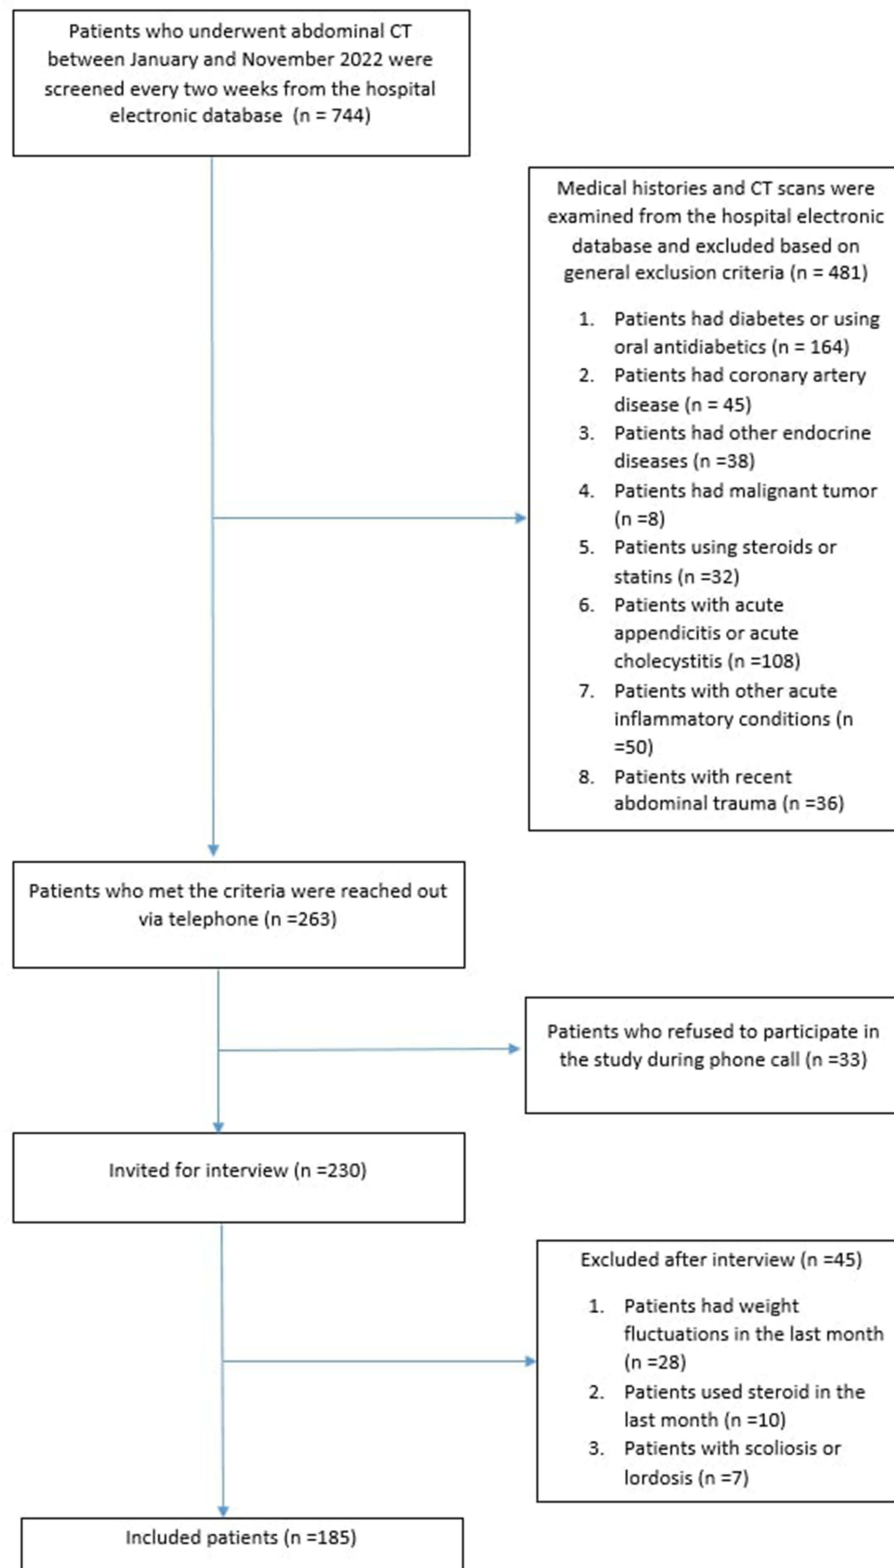 Patients who underwent abdominal CT
between January and November 2022 were
screened every two weeks from the hospital
electronic database (n = 744)
Medical histories and CT scans were
examined from the hospital electronic
database and excluded based on
general exclusion criteria (n = 481)
1. Patients had diabetes or using
oral antidiabetics (n = 164)
2. Patients had coronary artery
disease (n = 45)
3. Patients had other endocrine
diseases (n =38)
4. Patients had malignant tumor
(n =8)
5. Patients using steroids or
statins (n =32)
6. Patients with acute
appendicitis or acute
cholecystitis (n =108)
7. Patients with other acute
inflammatory conditions (n
=50)
8. Patients with recent
abdominal trauma (n =36)
Patients who met the criteria were reached out
via telephone (n =263)
Patients who refused to participate in
the study during phone call (n =33)
Invited for interview (n =230)
Excluded after interview (n =45)
1. Patients had weight
fluctuations in the last month
(n =28)
2. Patients used steroid in the
last month (n =10)
3. Patients with scoliosis or
lordosis (n =7)
Included patients (n =185)